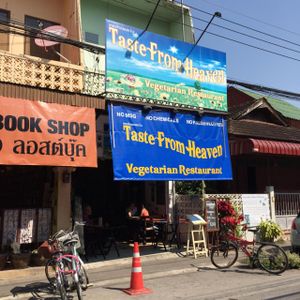 Taste From Heaven
Vegetarian Restaurant
BOOK SHOP
ลอสต์บุ๊ค
NO MSG NO CHEMICALS
Taste From Heaven
Vegetarian Restaurant